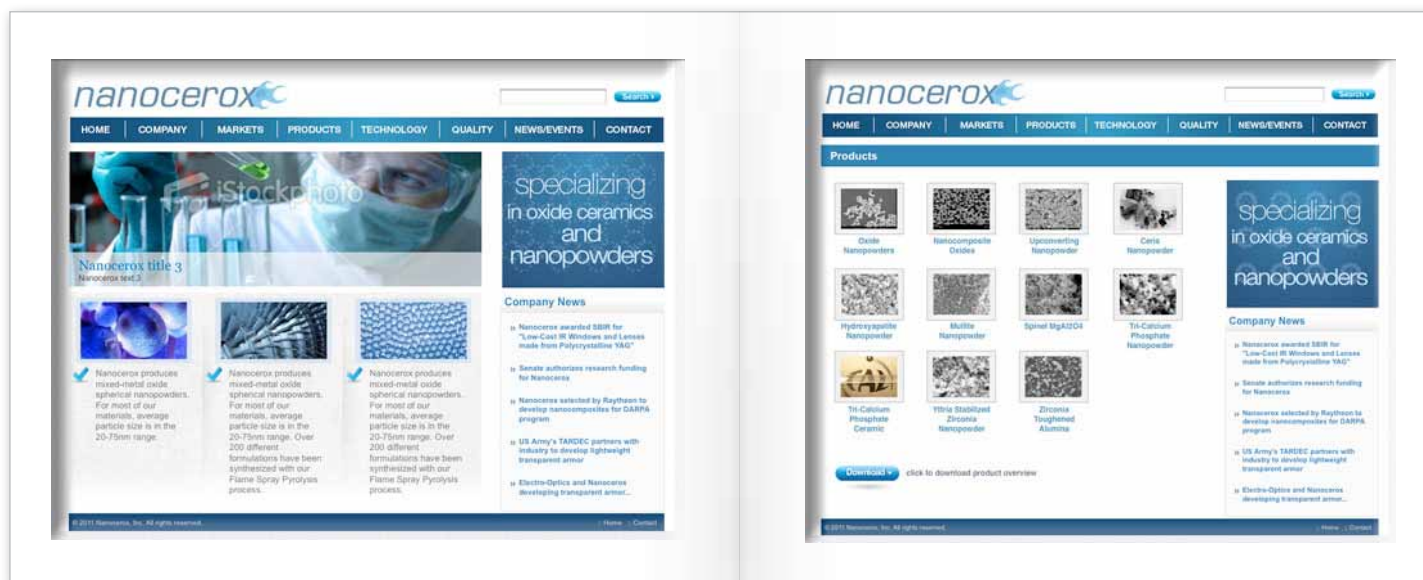 nanocerox
Search
HOME COMPANY MARKETS PRODUCTS TECHNOLOGY QUALITY NEWS/EVENTS CONTACT
iStockphoto
Nanocerox title 3
Nanocerox text 3
specializing
in oxide ceramics
and
nanopowders
Nanocerox produces
mixed-metal oxide
spherical nanopowders.
For most of our
materials, average
particle size is in the
20-75nm range.
Nanocerox produces
mixed-metal oxide
spherical nanopowders.
For most of our
materials, average
particle size is in the
20-75nm range. Over
200 different
formulations have been
synthesized with our
Flame Spray Pyrolysis
process.
Nanocerox produces
mixed-metal oxide
spherical nanopowders.
For most of our
materials, average
particle size is in the
20-75nm range. Over
200 different
formulations have been
synthesized with our
Flame Spray Pyrolysis
process.
Company News
Nanocerox awarded SBIR for
"Low-Cast IR Windows and Lenses
made from Polycrystalline YAG"
Senate authorizes research funding
for Nanocerox
Nanocerox selected by Raytheon to
develop nanocomposites for DARPA
program
US Army's TARDEC partners with
industry to develop lightweight
transparent armor
Electro-Optics and Nanocerox
developing transparent armor...
© 2011 Nanocerox, Inc. All rights reserved.
:: Home :: Contact
nanocerox
Search
HOME COMPANY MARKETS PRODUCTS TECHNOLOGY QUALITY NEWS/EVENTS CONTACT
Products
Oxide
Nanopowders
Nanocomposite
Oxides
Upconverting
Nanopowder
Ceria
Nanopowder
Hydroxyapatite
Nanopowder
Mullite
Nanopowder
Spinel MgAl2O4
Tri-Calcium
Phosphate
Nanopowder
Tri-Calcium
Phosphate
Ceramic
Yttria Stabilized
Zirconia
Nanopowder
Zirconia
Toughened
Alumina
Download
click to download product overview
specializing
in oxide ceramics
and
nanopowders
Company News
Nanocerox awarded SBIR for
"Low-Cast IR Windows and Lenses
made from Polycrystalline YAG"
Senate authorizes research funding
for Nanocerox
Nanocerox selected by Raytheon to
develop nanocomposites for DARPA
program
US Army's TARDEC partners with
industry to develop lightweight
transparent armor
Electro-Optics and Nanocerox
developing transparent armor...
© 2011 Nanocerox, Inc. All rights reserved.
:: Home :: Contact